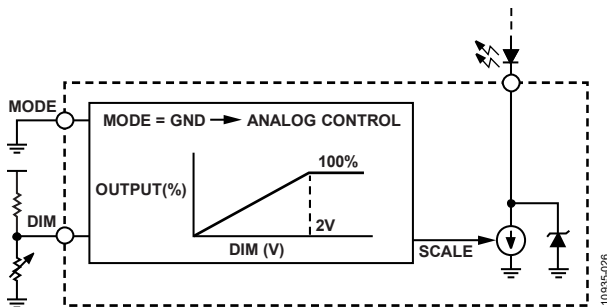 MODE
MODE = GND → ANALOG CONTROL
100%
OUTPUT(%)
DIM
2V
DIM (V)
SCALE
10935-026